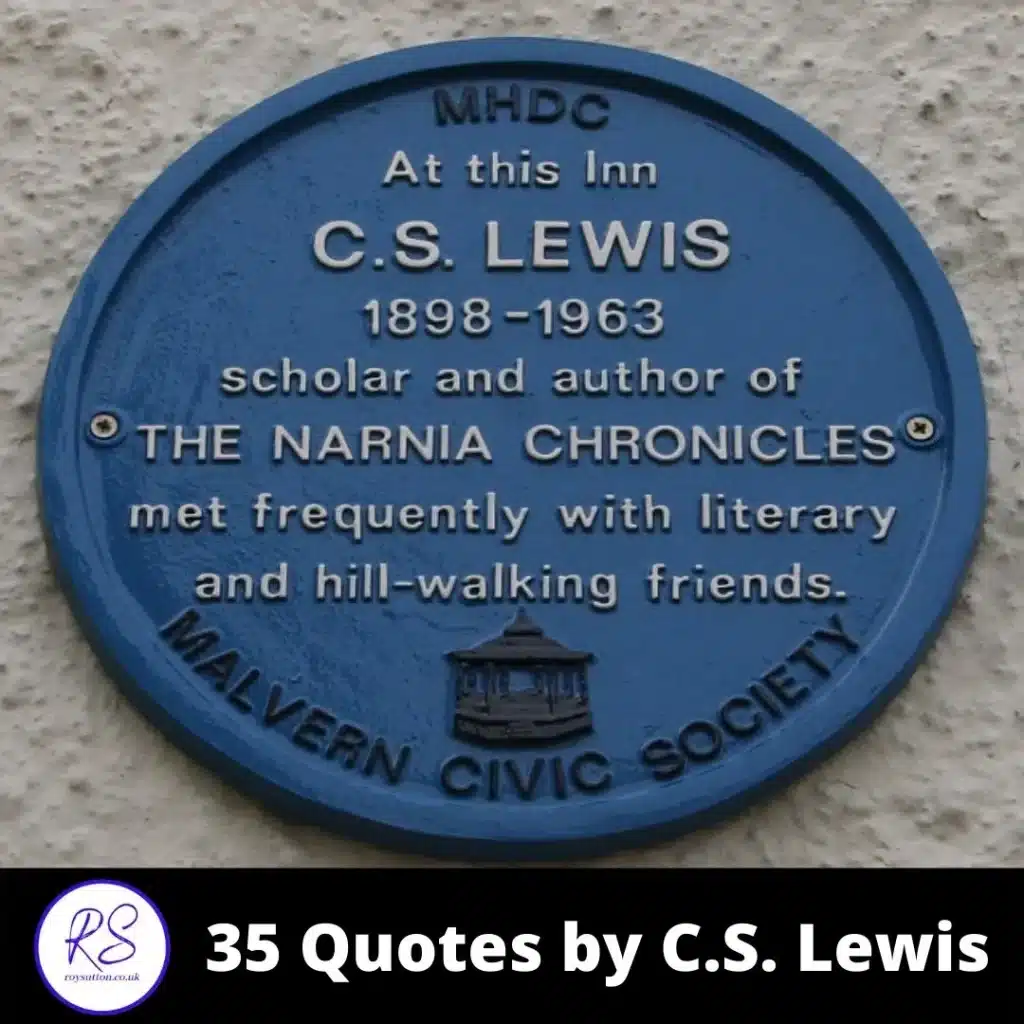 MHDC
At this Inn
C.S. LEWIS
1898-1963
scholar and author of
THE NARNIA CHRONICLES
met frequently with literary
and hill-walking friends.
MALVERN CIVIC SOCIETY
RS
roysutton.co.uk
35 Quotes by C.S. Lewis